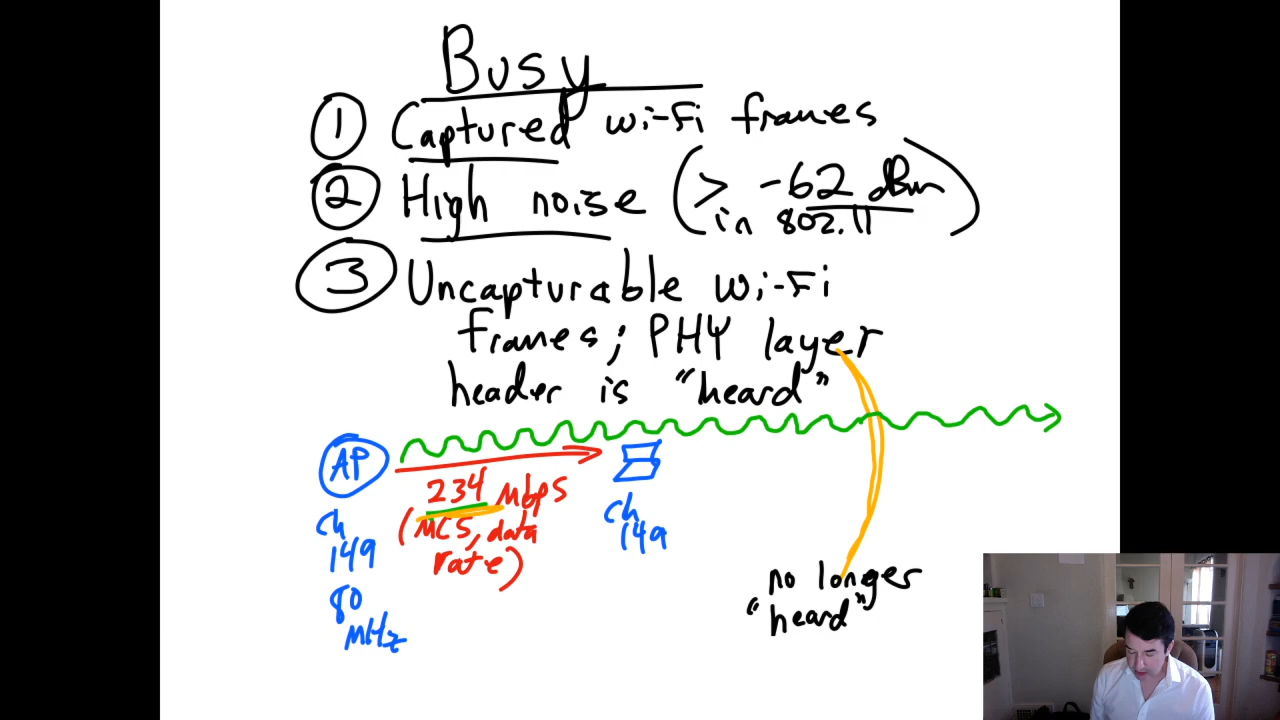 Busy
① Captured Wi-Fi frames
② High noise (> -62 dBm
in 802.11)
③ Uncapturable Wi-Fi
frames; PHY layer
header is "heard"
AP
234 Mbps
(MCS, data
rate)
ch
149
80
MHz
ch
149
no longer
"heard"